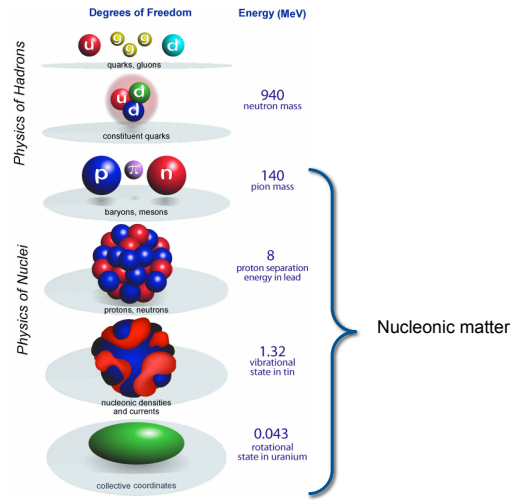 Degrees of Freedom
Energy (MeV)
Physics of Hadrons
u
g
g
g
d
quarks, gluons
u
d
d
constituent quarks
940
neutron mass
Physics of Nuclei
p
π
n
baryons, mesons
140
pion mass
protons, neutrons
8
proton separation
energy in lead
nucleonic densities
and currents
1.32
vibrational
state in tin
collective coordinates
0.043
rotational
state in uranium
Nucleonic matter